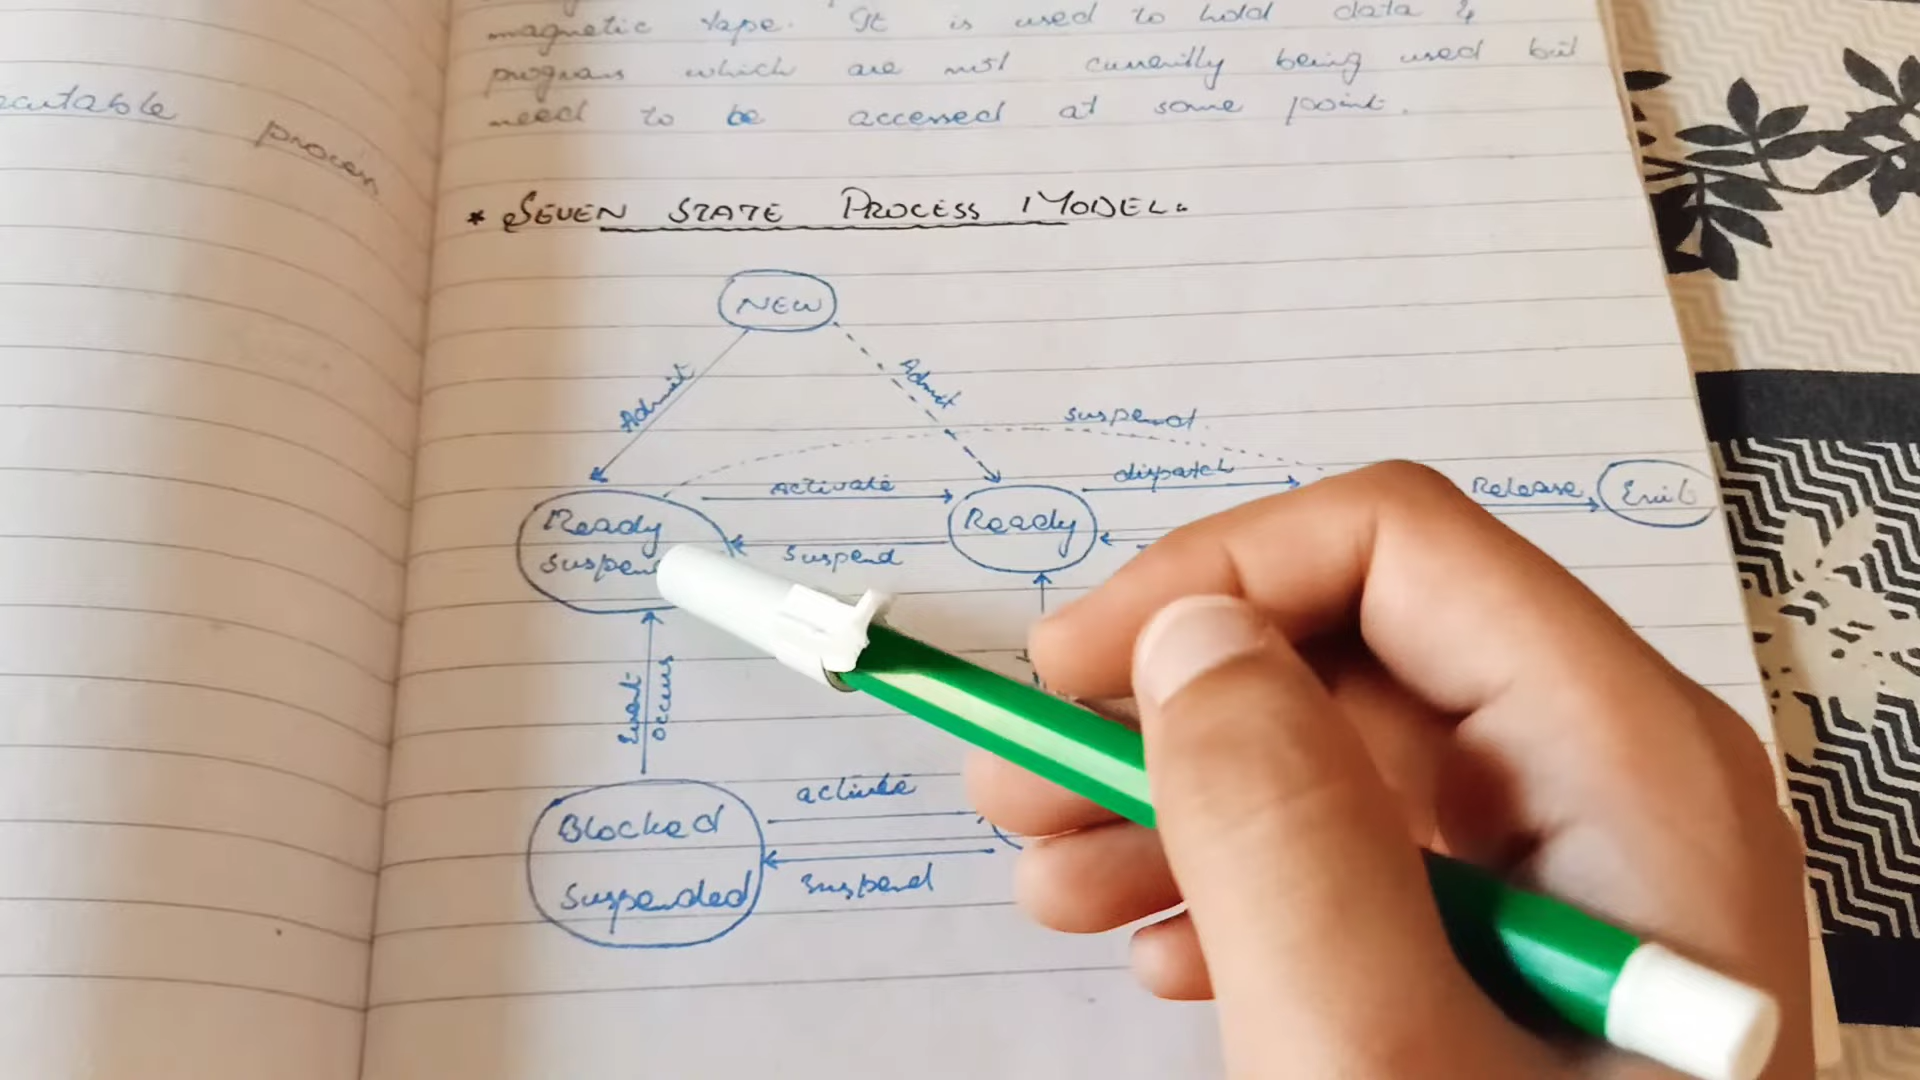 magnetic tape. It is used to hold data &
programs which are not currently being used but
need to be accessed at some point.
process
* SEVEN STATE PROCESS MODEL.
NEW
Admit
Admit
suspend
Activate
dispatch
Release
Exit
Ready
suspen
Suspend
Ready
Event
occurs
activate
Blocked
Suspended
suspend